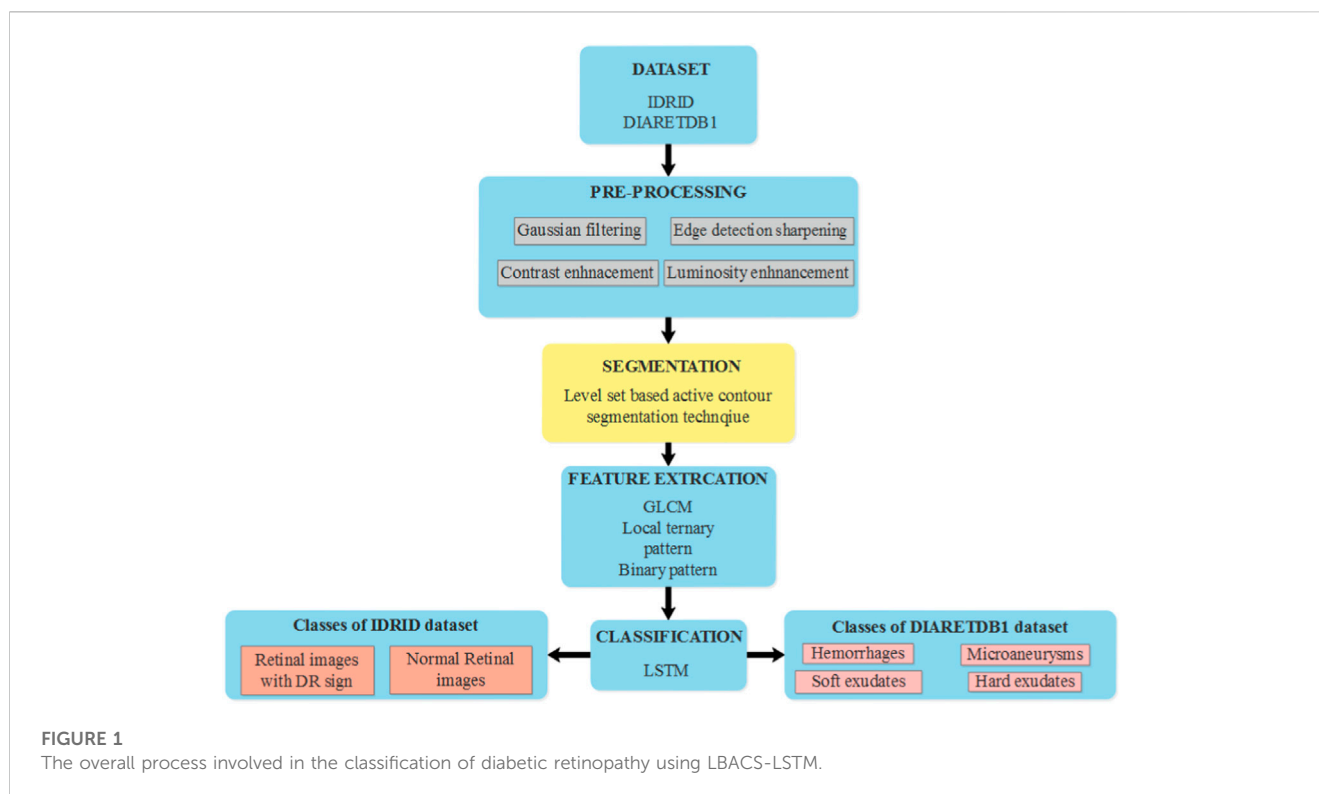 DATASET
IDRID
DIARETDB1
PRE-PROCESSING
Gaussian filtering
Edge detection sharpening
Contrast enhnacement
Luminosity enhnancement
SEGMENTATION
Level set based active contour
segmentation technqiue
FEATURE EXTRCATION
GLCM
Local ternary
pattern
Binary pattern
Classes of IDRID dataset
Retinal images
with DR sign
Normal Retinal
images
CLASSIFICATION
LSTM
Classes of DIARETDB1 dataset
Hemorrhages
Microaneurysms
Soft exudates
Hard exudates
FIGURE 1
The overall process involved in the classification of diabetic retinopathy using LBACS-LSTM.